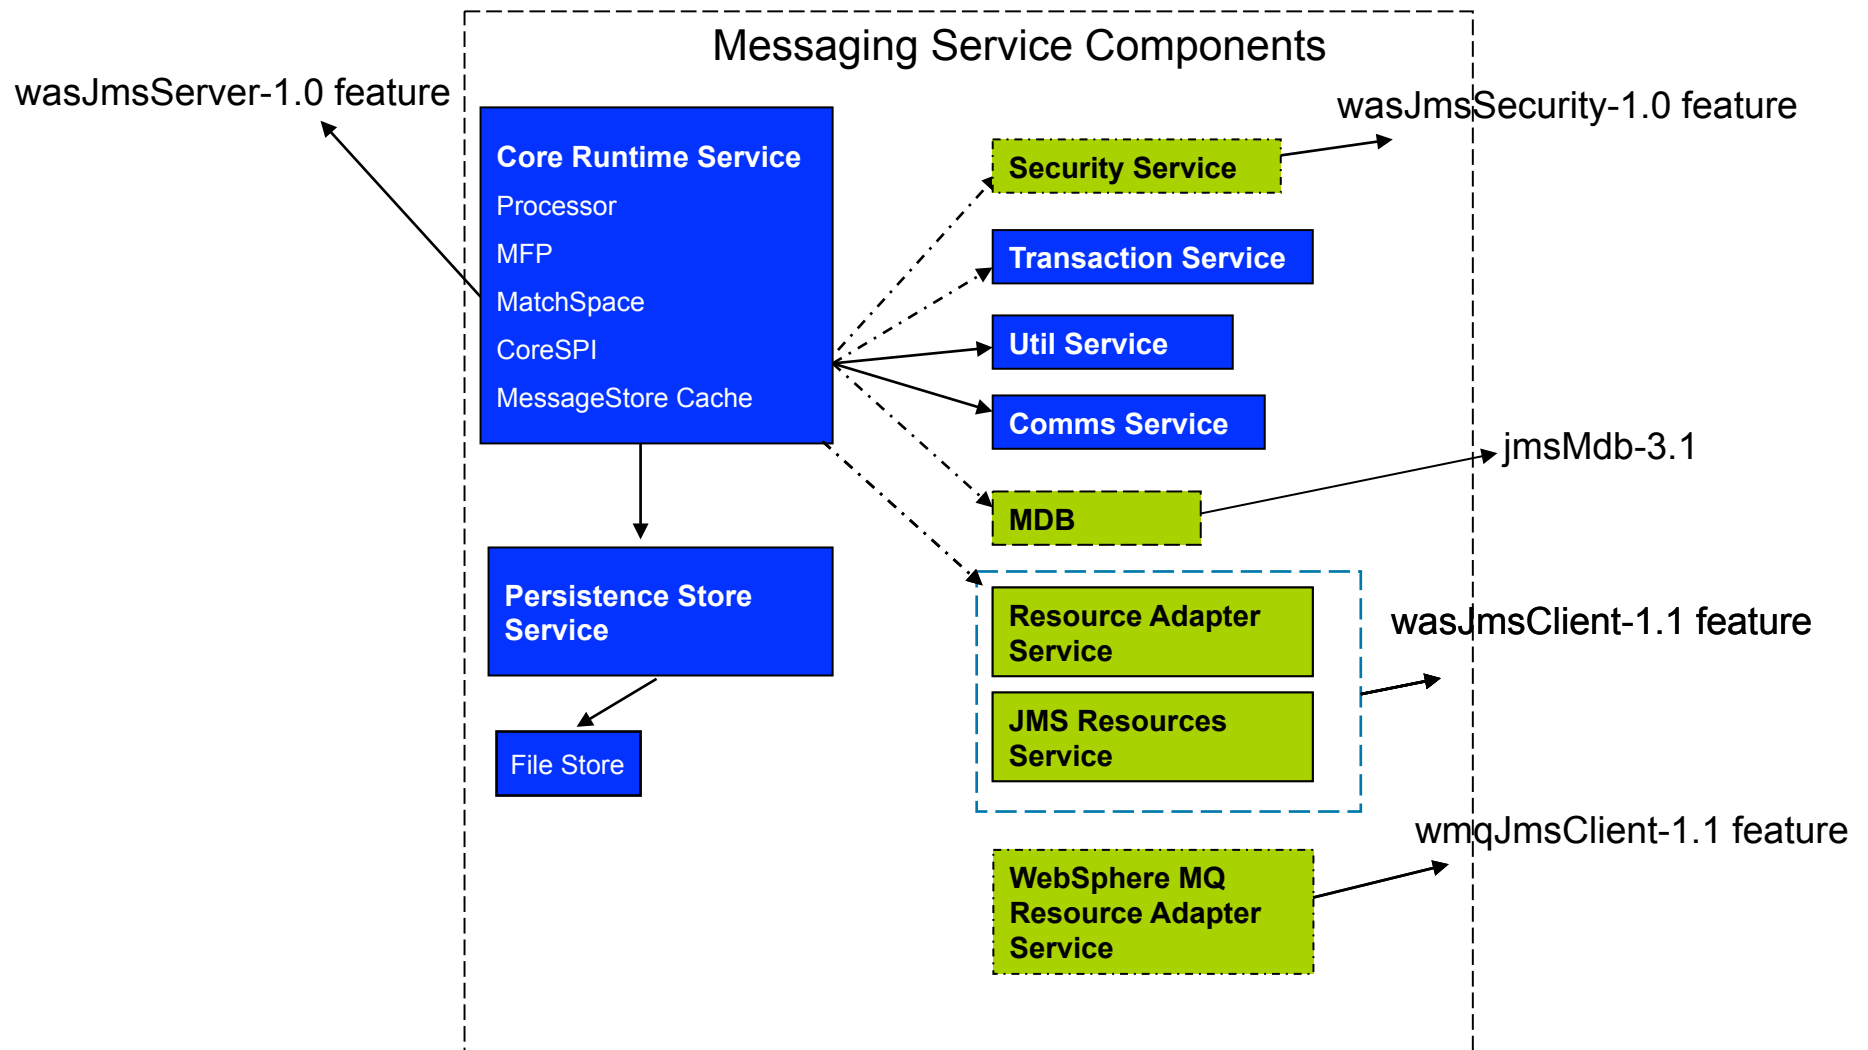 Messaging Service Components
wasJmsServer-1.0 feature
wasJmsSecurity-1.0 feature
Core Runtime Service
Processor
MFP
MatchSpace
CoreSPI
MessageStore Cache
Security Service
Transaction Service
Util Service
Comms Service
jmsMdb-3.1
MDB
Persistence Store
Service
File Store
Resource Adapter
Service
JMS Resources
Service
wasJmsClient-1.1 feature
wmqJmsClient-1.1 feature
WebSphere MQ
Resource Adapter
Service